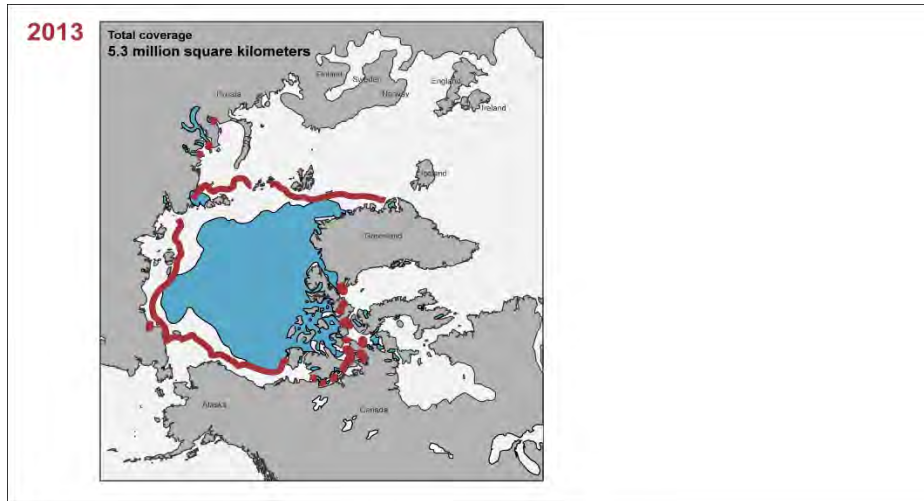 2013
Total coverage
5.3 million square kilometers
Finland
Sweden
Norway
England
Ireland
Russia
Iceland
Greenland
Alaska
Canada